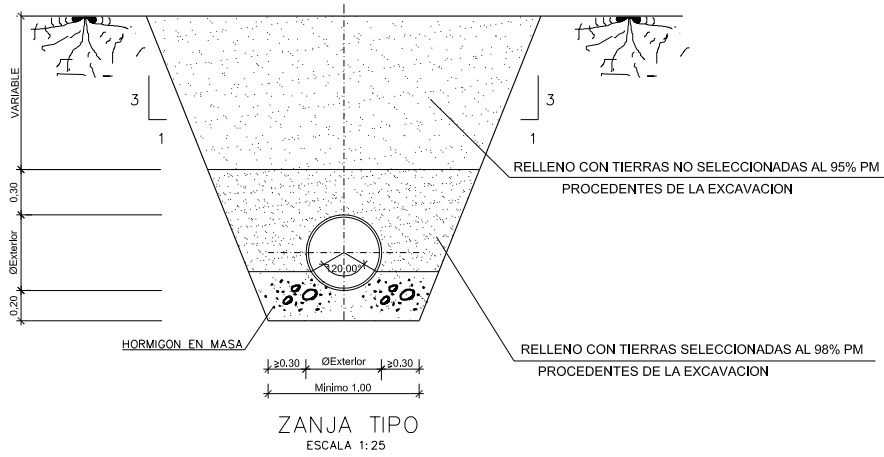 VARIABLE
3
1
3
1
RELLENO CON TIERRAS NO SELECCIONADAS AL 95% PM
PROCEDENTES DE LA EXCAVACION
0,30
ØExterior
120.00°
0,20
HORMIGON EN MASA
RELLENO CON TIERRAS SELECCIONADAS AL 98% PM
PROCEDENTES DE LA EXCAVACION
≥0.30
ØExterior
≥0.30
Minimo 1,00
ZANJA TIPO
ESCALA 1:25